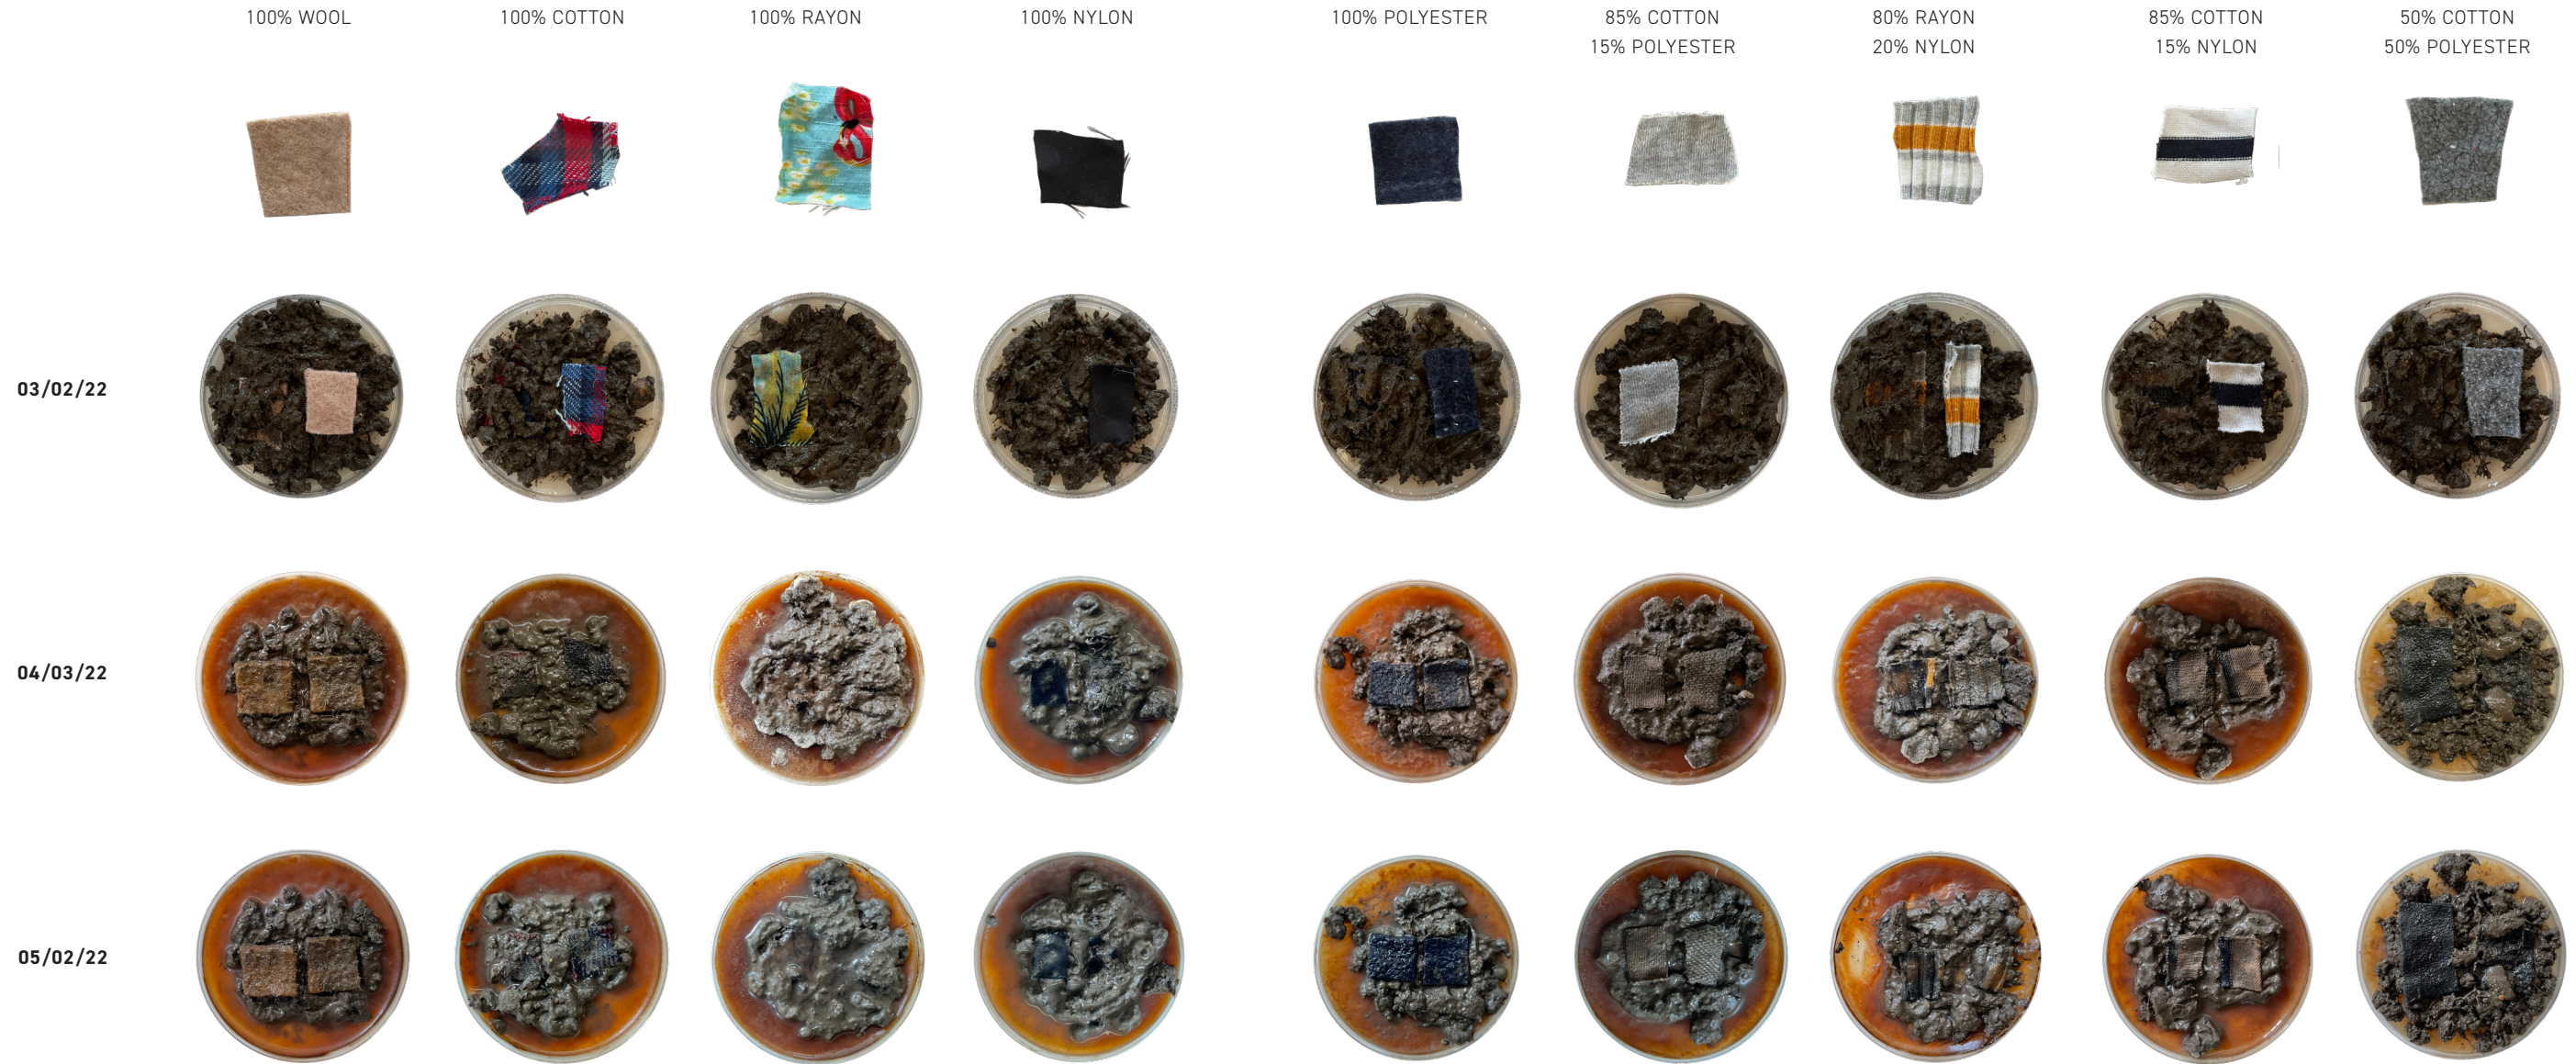 100% WOOL
100% COTTON
100% RAYON
100% NYLON
100% POLYESTER
85% COTTON
15% POLYESTER
80% RAYON
20% NYLON
85% COTTON
15% NYLON
50% COTTON
50% POLYESTER
03/02/22
04/03/22
05/02/22